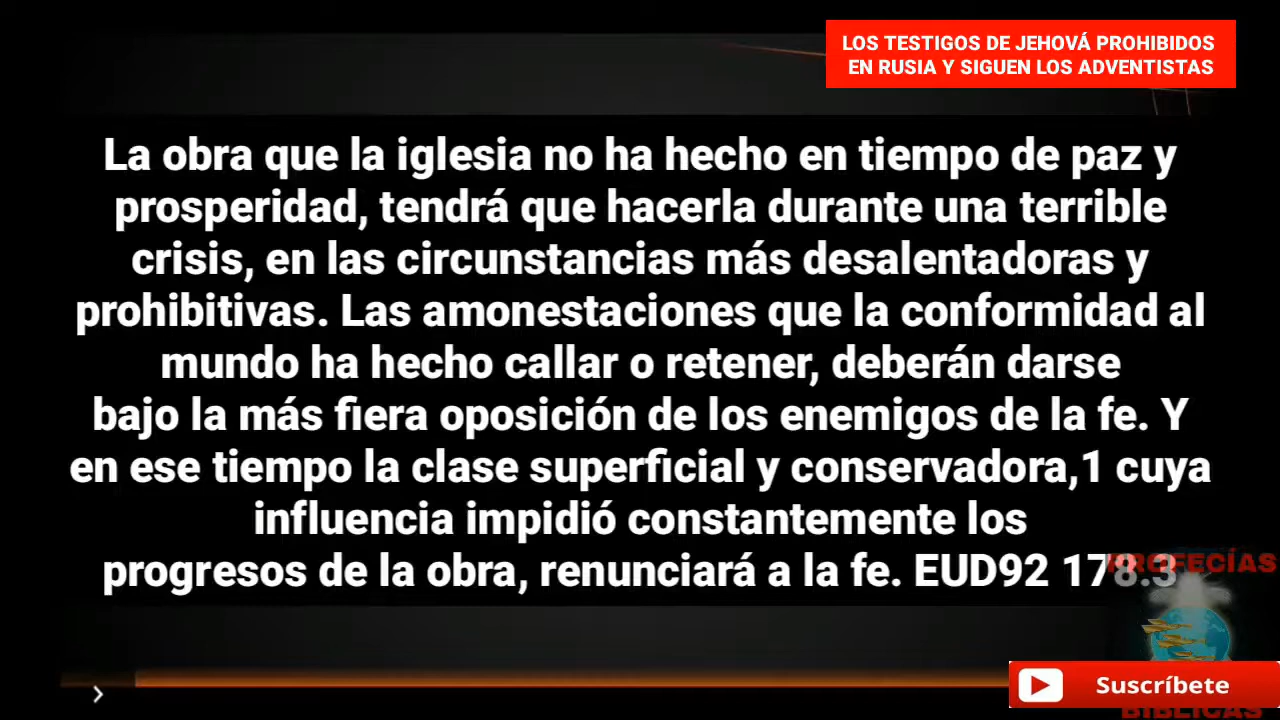 LOS TESTIGOS DE JEHOVÁ PROHIBIDOS
EN RUSIA Y SIGUEN LOS ADVENTISTAS
La obra que la iglesia no ha hecho en tiempo de paz y
prosperidad, tendrá que hacerla durante una terrible
crisis, en las circunstancias más desalentadoras y
prohibitivas. Las amonestaciones que la conformidad al
mundo ha hecho callar o retener, deberán darse
bajo la más fiera oposición de los enemigos de la fe. Y
en ese tiempo la clase superficial y conservadora,1 cuya
influencia impidió constantemente los
progresos de la obra, renunciará a la fe. EUD92 178.3
PROFECÍAS
Suscríbete
BÍBLICAS